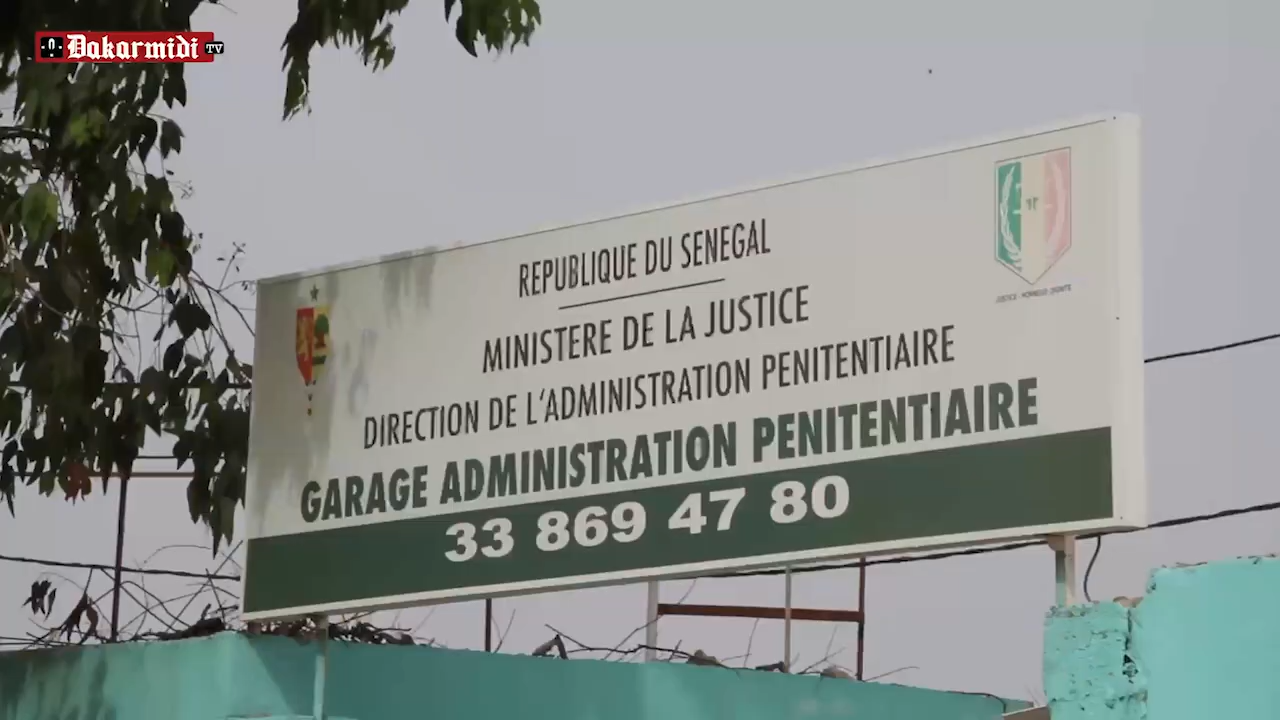 Dakarmidi TV
REPUBLIQUE DU SENEGAL
MINISTERE DE LA JUSTICE
DIRECTION DE L'ADMINISTRATION PENITENTIAIRE
GARAGE ADMINISTRATION PENITENTIAIRE
33 869 47 80